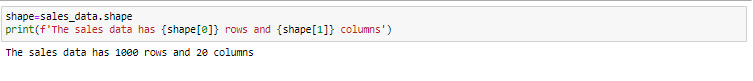 shape=sales_data.shape
print(f'The sales data has {shape[0]} rows and {shape[1]} columns')
The sales data has 1000 rows and 20 columns